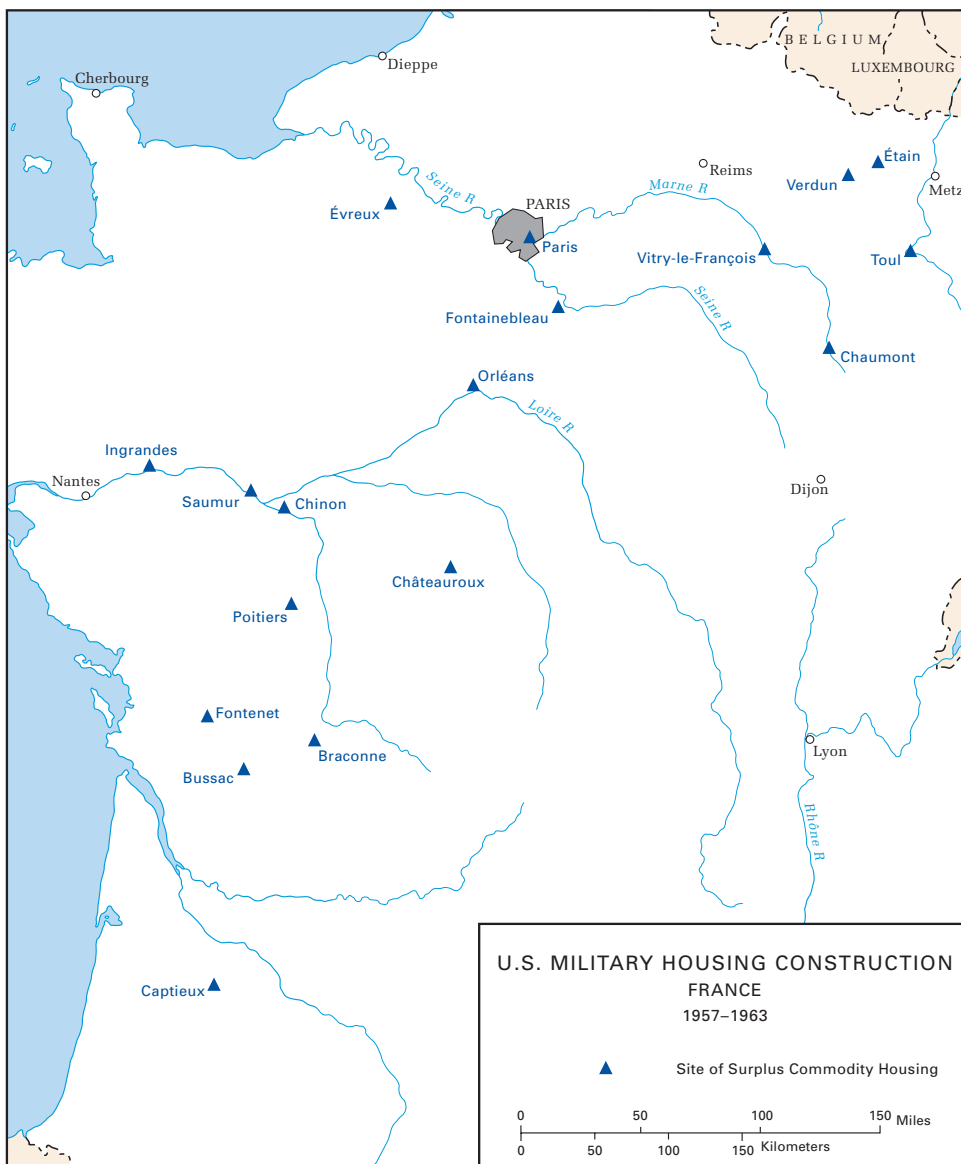 BELGIUM
LUXEMBOURG
Dieppe
Cherbourg
Étain
Reims
Verdun
Metz
Seine R
Marne R
Évreux
PARIS
Paris
Vitry-le-François
Toul
Fontainebleau
Seine R
Chaumont
Orléans
Loire R
Ingrandes
Nantes
Saumur
Chinon
Dijon
Châteauroux
Poitiers
Fontenet
Braconne
Lyon
Bussac
Rhône R
Captieux
U.S. MILITARY HOUSING CONSTRUCTION
FRANCE
1957–1963
Site of Surplus Commodity Housing
0 50 100 150 Miles
0 50 100 150 Kilometers